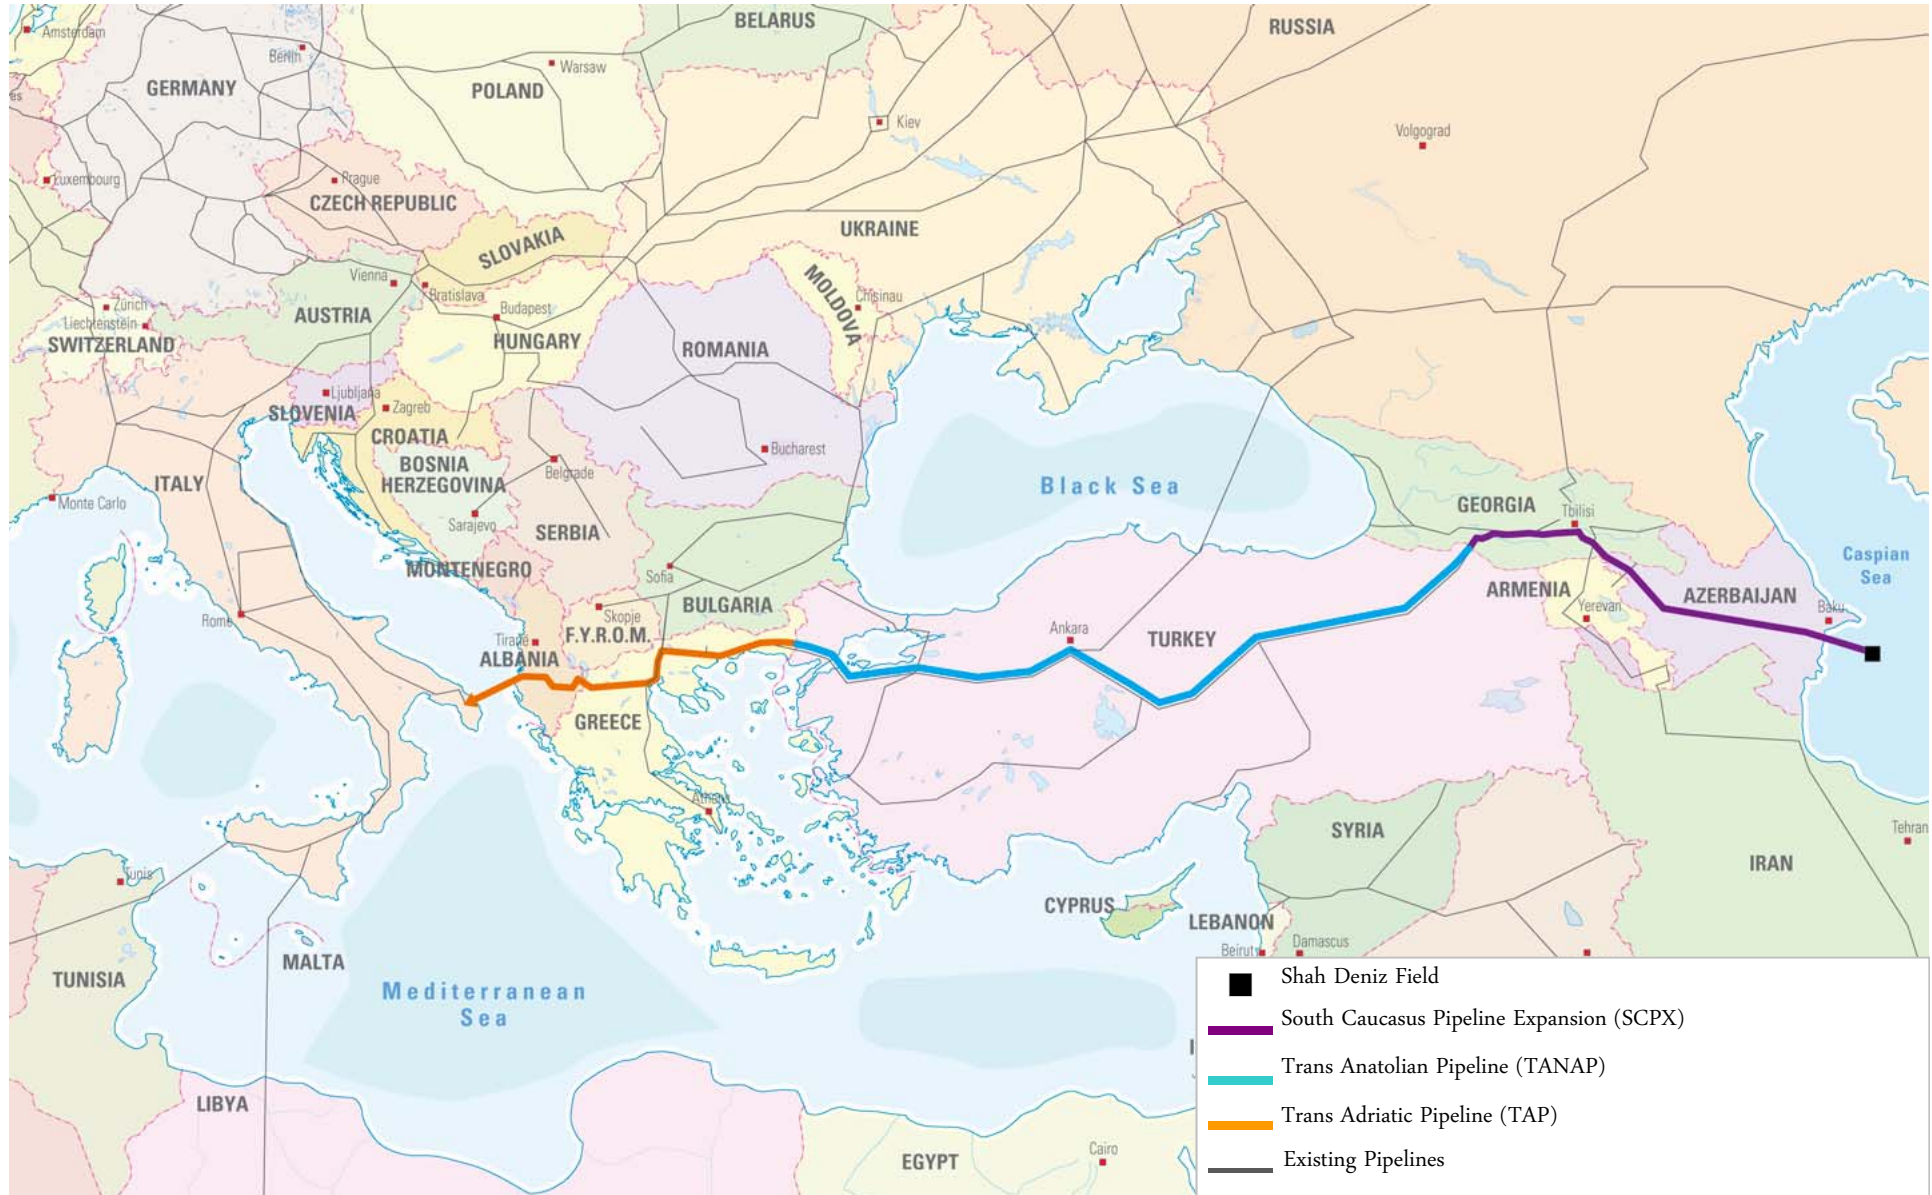 BELARUS
RUSSIA
Amsterdam
Berlin
Warsaw
GERMANY
POLAND
es
Kiev
Volgograd
Luxembourg
Prague
CZECH REPUBLIC
UKRAINE
SLOVAKIA
Vienna
Bratislava
MOLDOVA
Chisinau
Zürich
Liechtenstein
AUSTRIA
Budapest
SWITZERLAND
HUNGARY
ROMANIA
Ljubljana
SLOVENIA
Zagreb
CROATIA
Bucharest
BOSNIA
HERZEGOVINA
Belgrade
ITALY
Monte Carlo
Black Sea
GEORGIA
Tbilisi
Sarajevo
SERBIA
Caspian
Sea
MONTENEGRO
Sofia
BULGARIA
ARMENIA
Yerevan
AZERBAIJAN
Baku
Rome
Skopje
F.Y.R.O.M.
Tiranë
ALBANIA
Ankara
TURKEY
GREECE
Athens
SYRIA
Tehran
IRAN
Tunis
CYPRUS
LEBANON
Beirut
Damascus
TUNISIA
MALTA
Mediterranean
Sea
LIBYA
EGYPT
Cairo
Shah Deniz Field
South Caucasus Pipeline Expansion (SCPX)
Trans Anatolian Pipeline (TANAP)
Trans Adriatic Pipeline (TAP)
Existing Pipelines